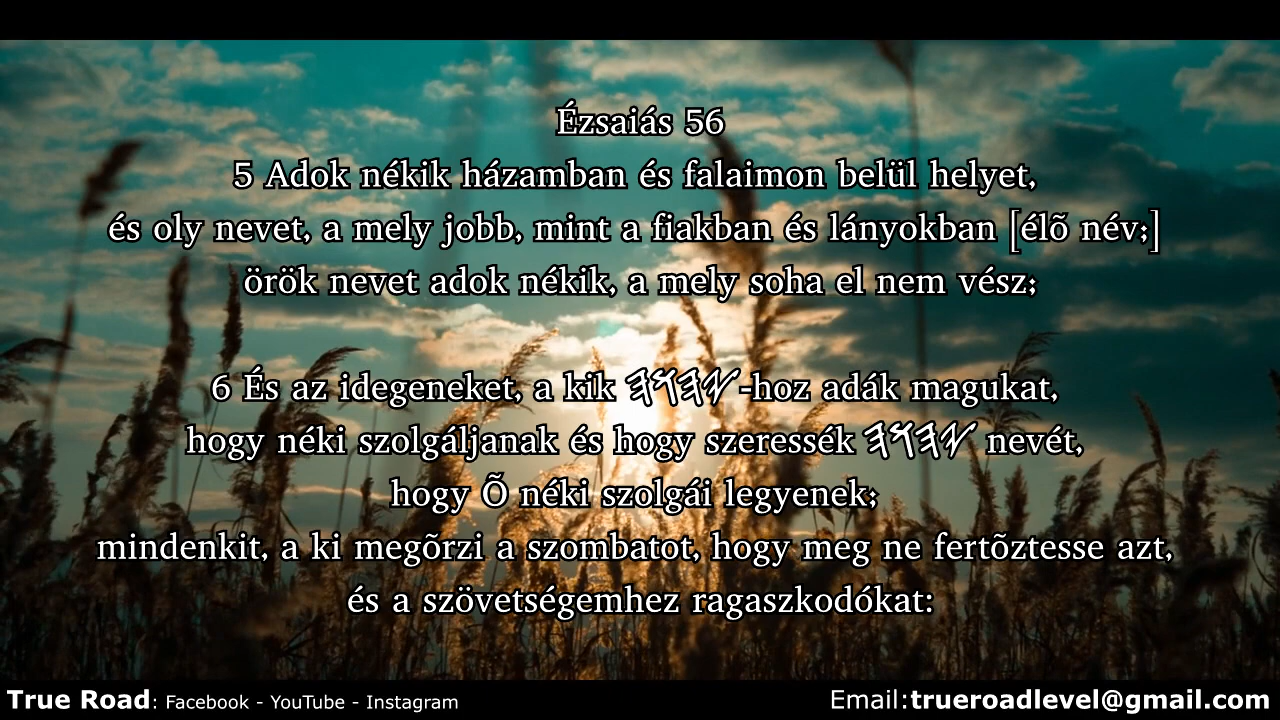 Ézsaiás 56
5 Adok nékik házamban és falaimon belül helyet,
és oly nevet, a mely jobb, mint a fiakban és lányokban [élõ név;]
örök nevet adok nékik, a mely soha el nem vész;
6 És az idegeneket, a kik 𐤉𐤄𐤅𐤄-hoz adák magukat,
hogy néki szolgáljanak és hogy szeressék 𐤉𐤄𐤅𐤄 nevét,
hogy Õ néki szolgái legyenek;
mindenkit, a ki megõrzi a szombatot, hogy meg ne fertõztesse azt,
és a szövetségemhez ragaszkodókat:
True Road: Facebook - YouTube - Instagram
Email:trueroadlevel@gmail.com